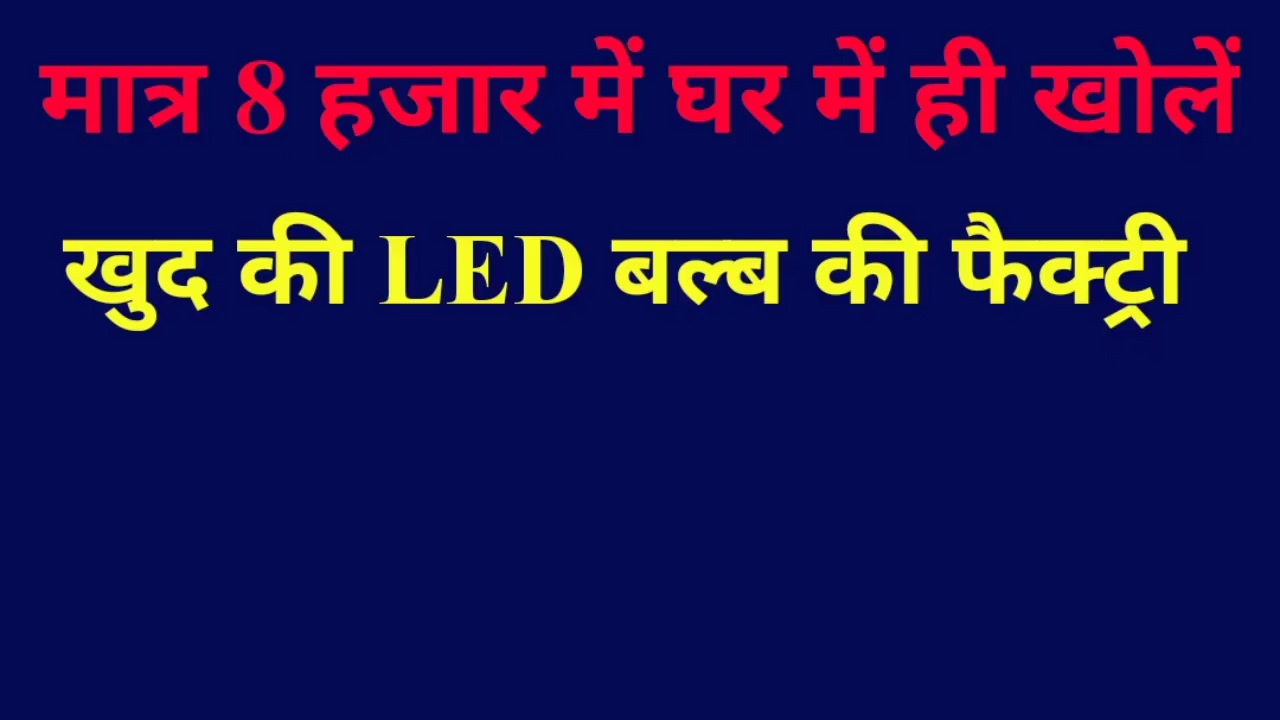 मात्र 8 हजार में घर में ही खोलें
खुद की LED बल्ब की फैक्ट्री